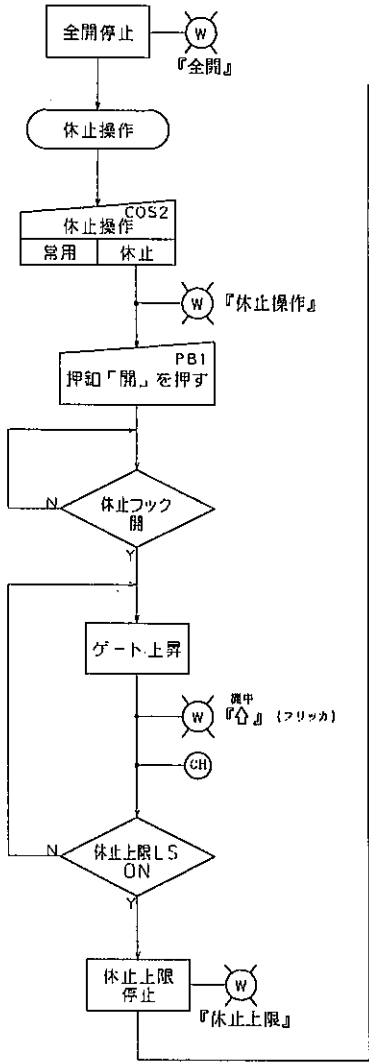 全開停止
W
『全開』
休止操作
COS2
休止操作
常用 休止
W
『休止操作』
PB1
押釦「開」を押す
休止フック
開
N
Y
ゲート上昇
W
『⇧』 (フリッカ)
CH
休止上限LS
ON
N
Y
休止上限
停止
W
『休止上限』